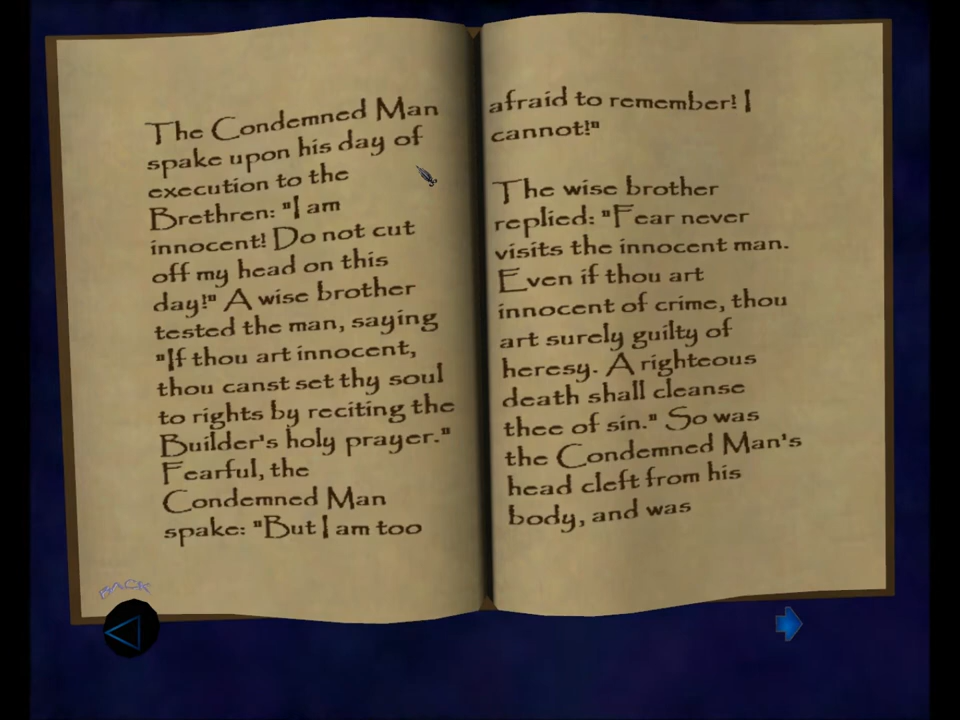 The Condemned Man
spake upon his day of
execution to the
Brethren: "I am
innocent! Do not cut
off my head on this
day!" A wise brother
tested the man, saying
"If thou art innocent,
thou canst set thy soul
to rights by reciting the
Builder's holy prayer."
Fearful, the
Condemned Man
spake: "But I am too
afraid to remember! I
cannot!"
The wise brother
replied: "Fear never
visits the innocent man.
Even if thou art
innocent of crime, thou
art surely guilty of
heresy. A righteous
death shall cleanse
thee of sin." So was
the Condemned Man's
head cleft from his
body, and was
BACK